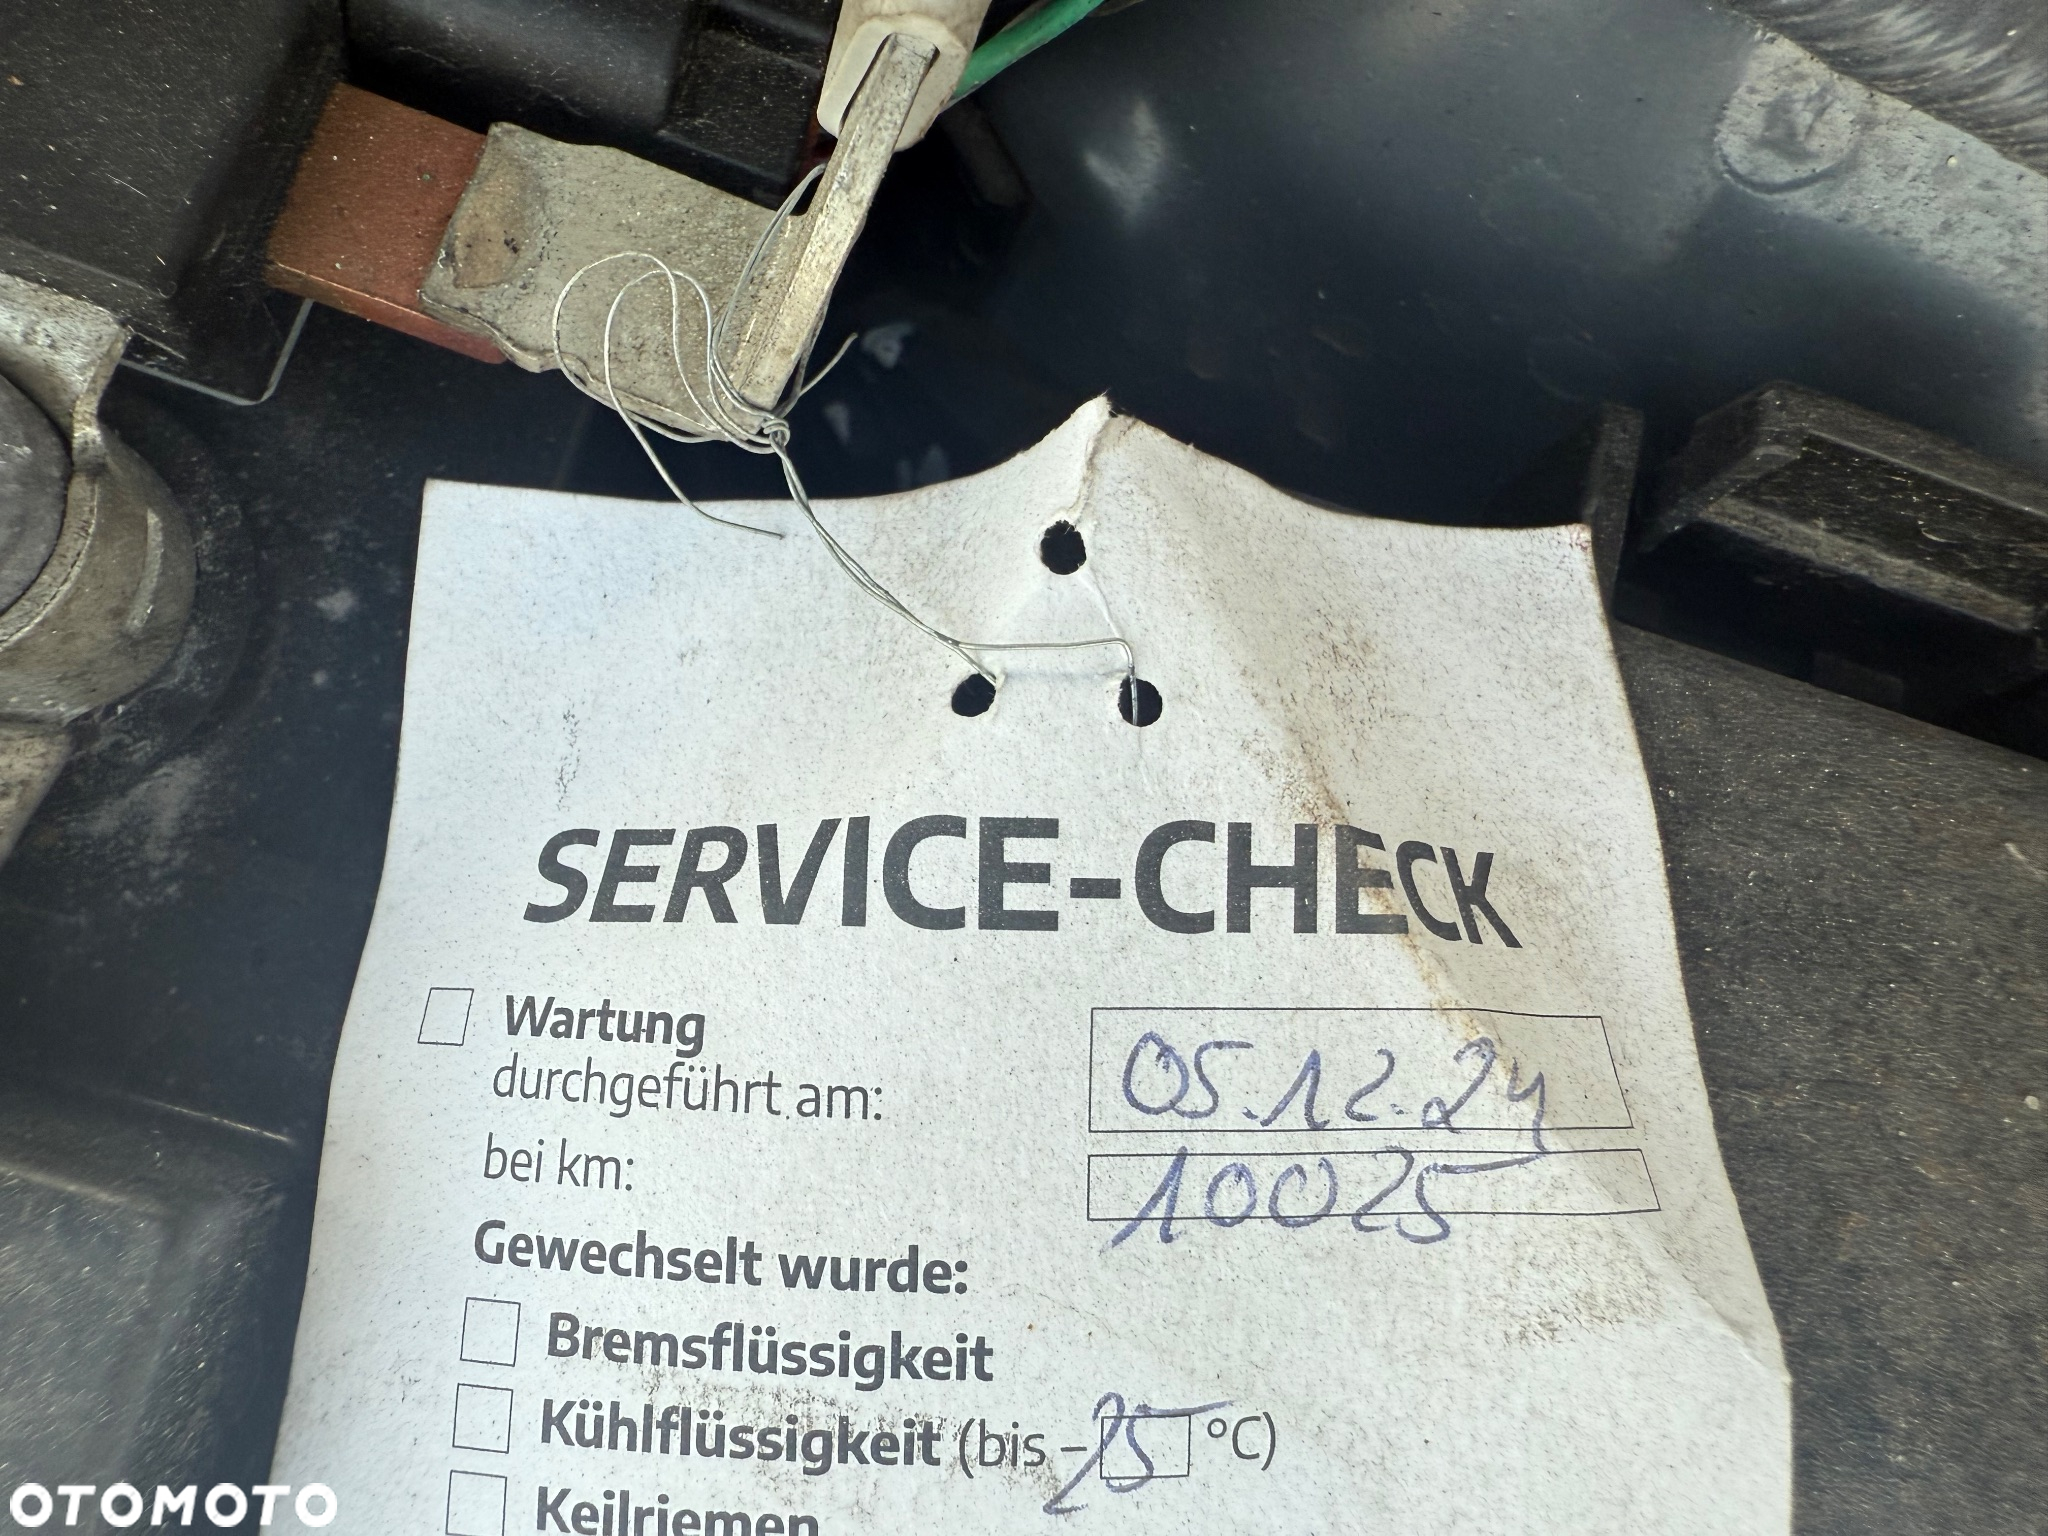 SERVICE-CHECK
Wartung
durchgeführt am: 05.12.24
bei km: 10025
Gewechselt wurde:
Bremsflüssigkeit
Kühlflüssigkeit (bis -25 °C)
Keilriemen
OTOMOTO